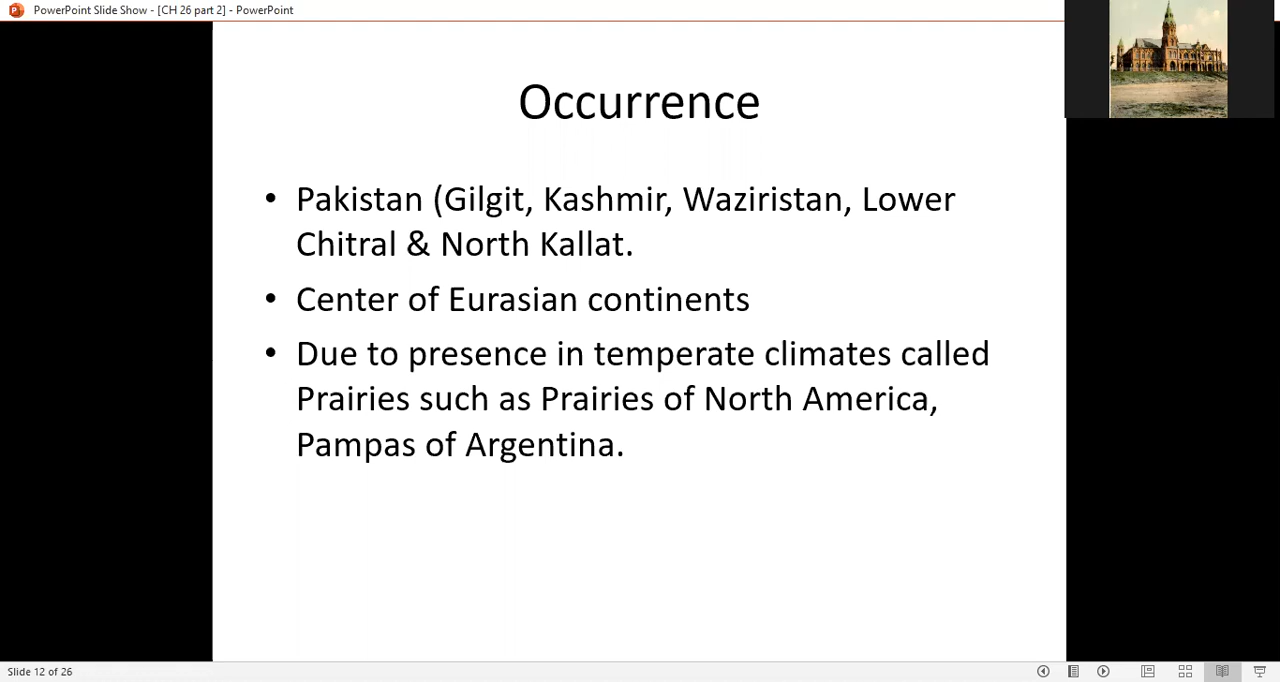 PowerPoint Slide Show - [CH 26 part 2] - PowerPoint
Occurrence
• Pakistan (Gilgit, Kashmir, Waziristan, Lower
Chitral & North Kallat.
• Center of Eurasian continents
• Due to presence in temperate climates called
Prairies such as Prairies of North America,
Pampas of Argentina.
Slide 12 of 26